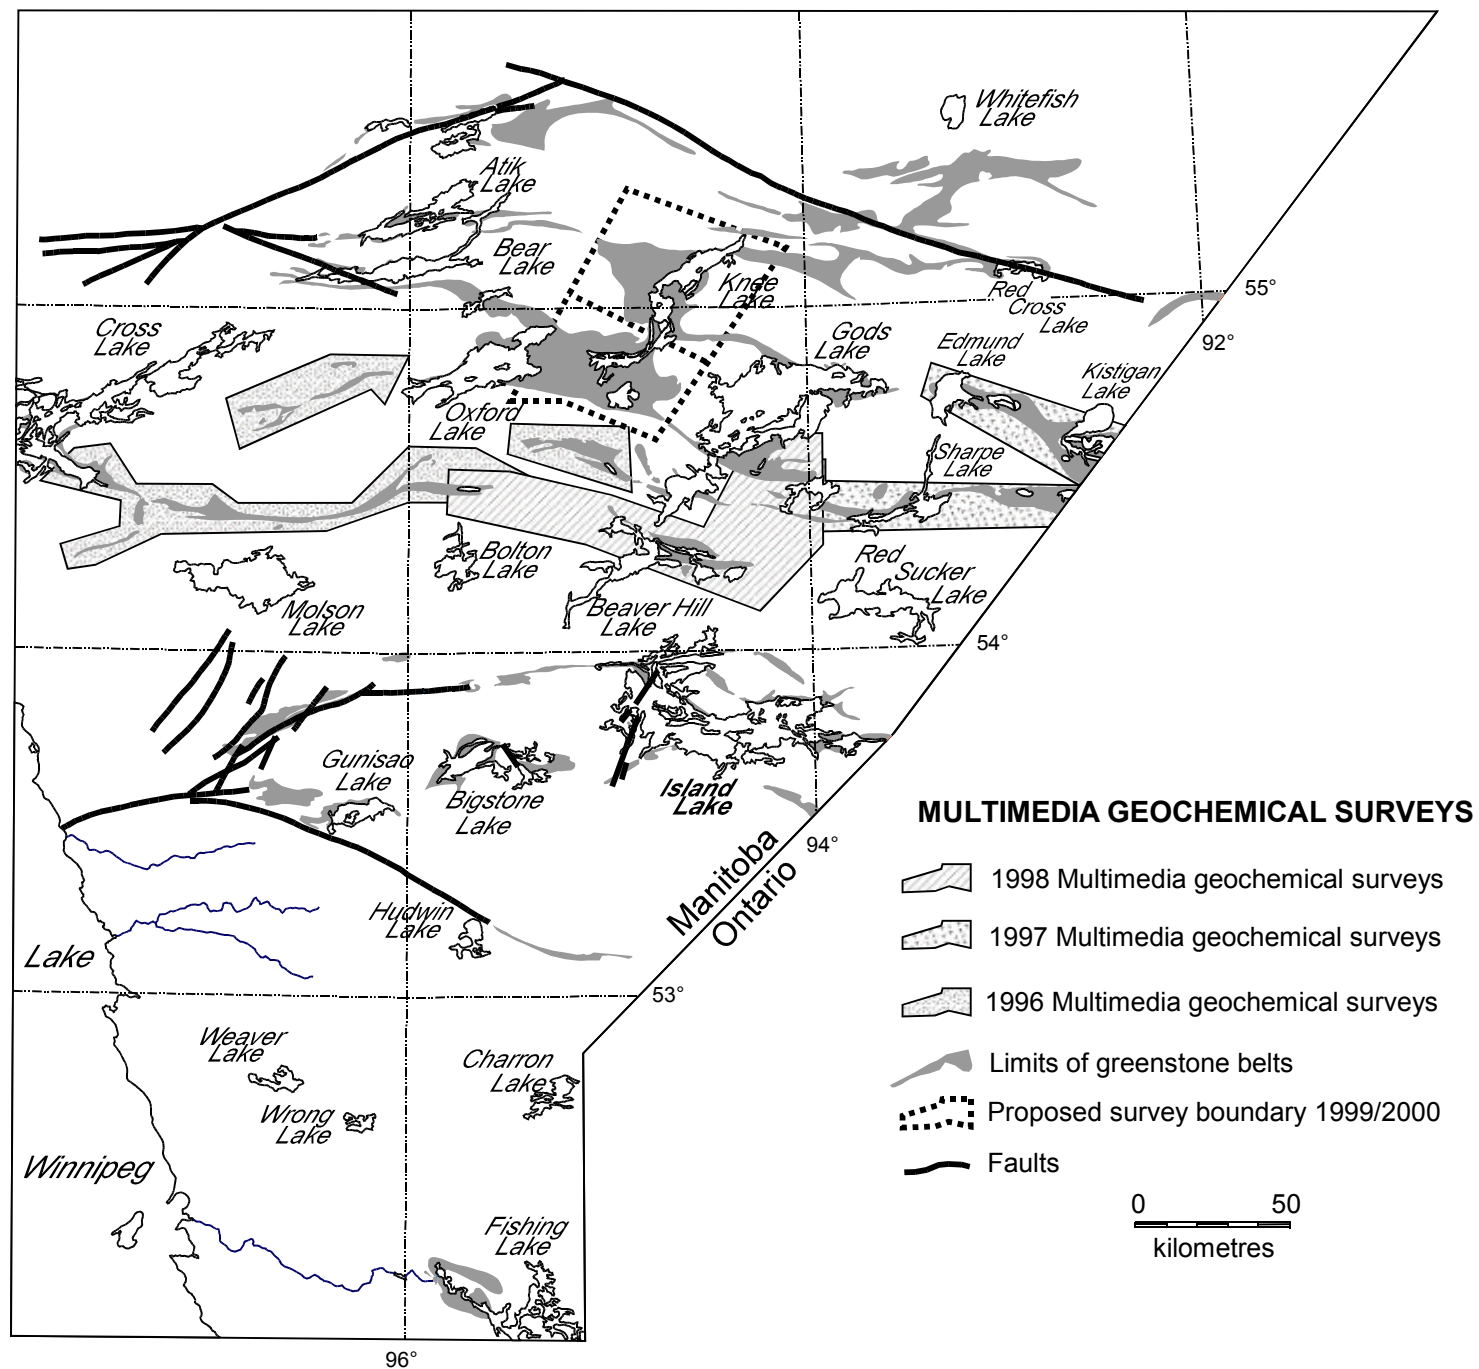 Whitefish
Lake
Atik
Lake
Bear
Lake
Knee
Lake
Red
Cross
Lake
55°
92°
Cross
Lake
Gods
Lake
Edmund
Lake
Kistigan
Lake
Oxford
Lake
Sharpe
Lake
Bolton
Lake
Red
Sucker
Lake
Molson
Lake
Beaver Hill
Lake
54°
Gunisao
Lake
Bigstone
Lake
Island
Lake
94°
Manitoba
Ontario
Hudwin
Lake
Lake
53°
Weaver
Lake
Charron
Lake
Wrong
Lake
Winnipeg
Fishing
Lake
96°
MULTIMEDIA GEOCHEMICAL SURVEYS
1998 Multimedia geochemical surveys
1997 Multimedia geochemical surveys
1996 Multimedia geochemical surveys
Limits of greenstone belts
Proposed survey boundary 1999/2000
Faults
0 50
kilometres